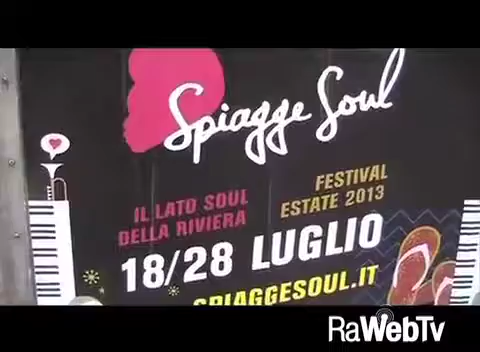 Spiagge Soul
IL LATO SOUL
DELLA RIVIERA
FESTIVAL
ESTATE 2013
18/28 LUGLIO
SPIAGGESOUL.IT
RaWebTv